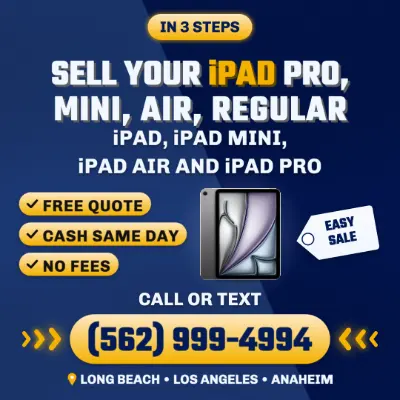 IN 3 STEPS
SELL YOUR iPAD PRO,
MINI, AIR, REGULAR
iPAD, iPAD MINI,
iPAD AIR AND iPAD PRO
FREE QUOTE
CASH SAME DAY
NO FEES
EASY
SALE
CALL OR TEXT
(562) 999-4994
LONG BEACH • LOS ANGELES • ANAHEIM